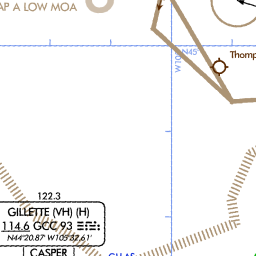 AP A LOW MOA
N45°
Thomp
122.3
GILLETTE (VH) (H)
114.6 GCC 93
N44°20.87' W105°32.61'
CASPER